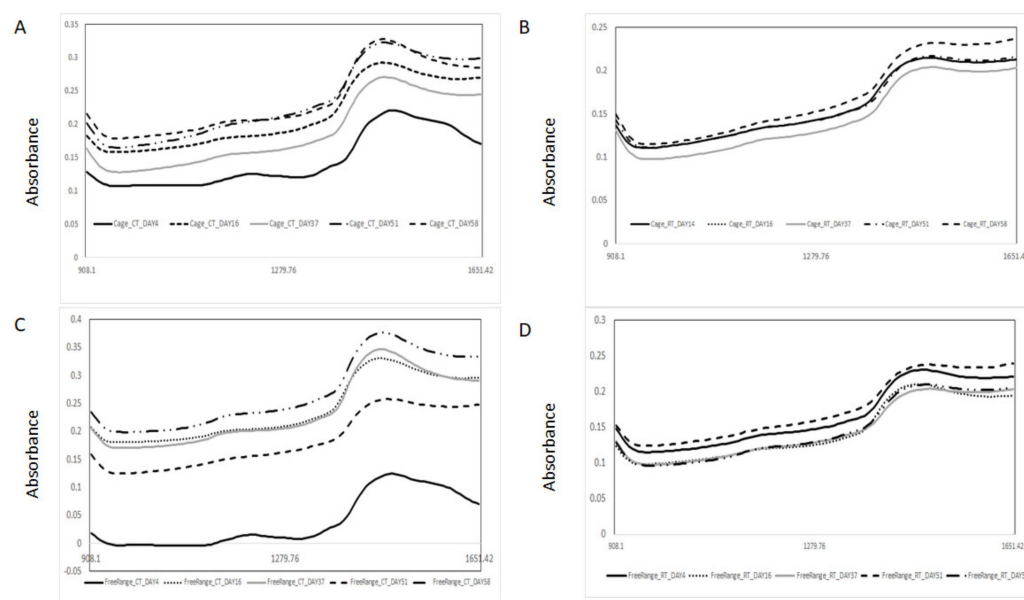 A
Absorbance
0.35
0.3
0.25
0.2
0.15
0.1
0.05
0
Cage_CT_DAY4 Cage_CT_DAY16 Cage_CT_DAY37 Cage_CT_DAY51 Cage_CT_DAY58
908.1 1279.76 1651.42
B
Absorbance
0.25
0.2
0.15
0.1
0.05
0
Cage_RT_DAY14 Cage_RT_DAY16 Cage_RT_DAY37 Cage_RT_DAY51 Cage_RT_DAY58
908.1 1279.76 1651.42
C
Absorbance
0.4
0.35
0.3
0.25
0.2
0.15
0.1
0.05
0
-0.05
908.1 1279.76 1651.42
FreeRange_CT_DAY4 FreeRange_CT_DAY16 FreeRange_CT_DAY37 FreeRange_CT_DAY51 FreeRange_CT_DAY58
D
Absorbance
0.3
0.25
0.2
0.15
0.1
0.05
0
908.1 1279.76 1651.42
FreeRange_RT_DAY4 FreeRange_RT_DAY16 FreeRange_RT_DAY37 FreeRange_RT_DAY51